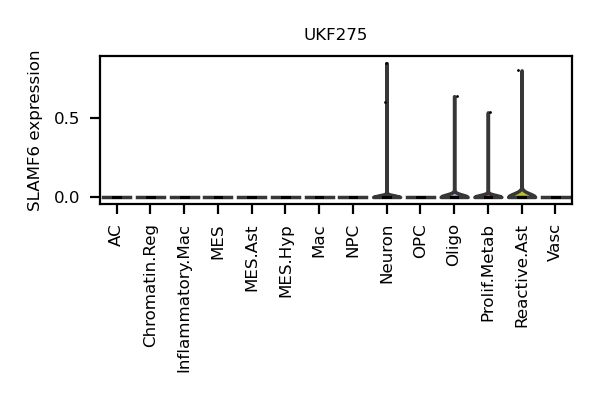 UKF275
SLAMF6 expression
0.5
0.0
AC
Chromatin.Reg
Inflammatory.Mac
MES
MES.Ast
MES.Hyp
Mac
NPC
Neuron
OPC
Oligo
Prolif.Metab
Reactive.Ast
Vasc